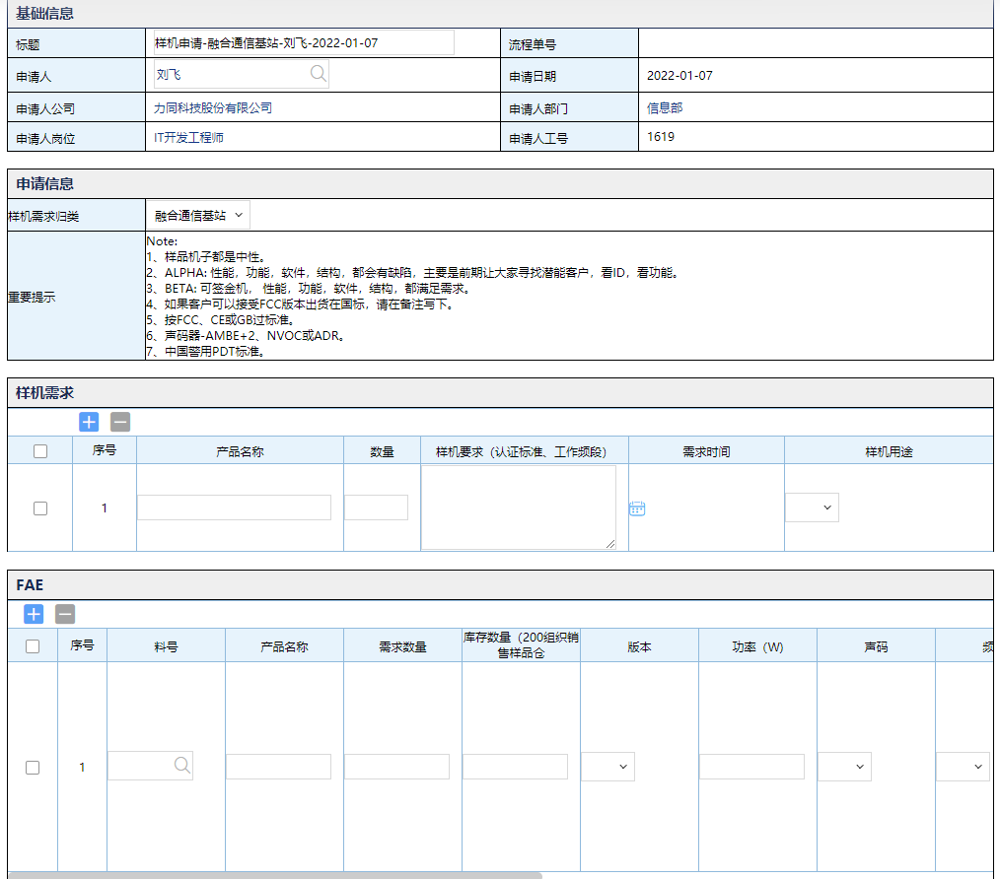 基础信息
标题 样机申请-融合通信基站-刘飞-2022-01-07 流程单号
申请人 刘飞 申请日期 2022-01-07
申请人公司 力同科技股份有限公司 申请人部门 信息部
申请人岗位 IT开发工程师 申请人工号 1619
申请信息
样机需求归类 融合通信基站
重要提示
Note:
1、样品机子都是中性。
2、ALPHA: 性能，功能，软件，结构，都会有缺陷，主要是前期让大家寻找潜能客户，看ID，看功能。
3、BETA: 可签金机， 性能，功能，软件，结构，都满足需求。
4、如果客户可以接受FCC版本出货在国标，请在备注写下。
5、按FCC、CE或GB过标准。
6、声码器-AMBE+2、NVOC或ADR。
7、中国警用PDT标准。
样机需求
序号 产品名称 数量 样机要求（认证标准、工作频段） 需求时间 样机用途
1
FAE
序号 料号 产品名称 需求数量 库存数量（200组织销
售样品仓 版本 功率（W） 声码 频
1